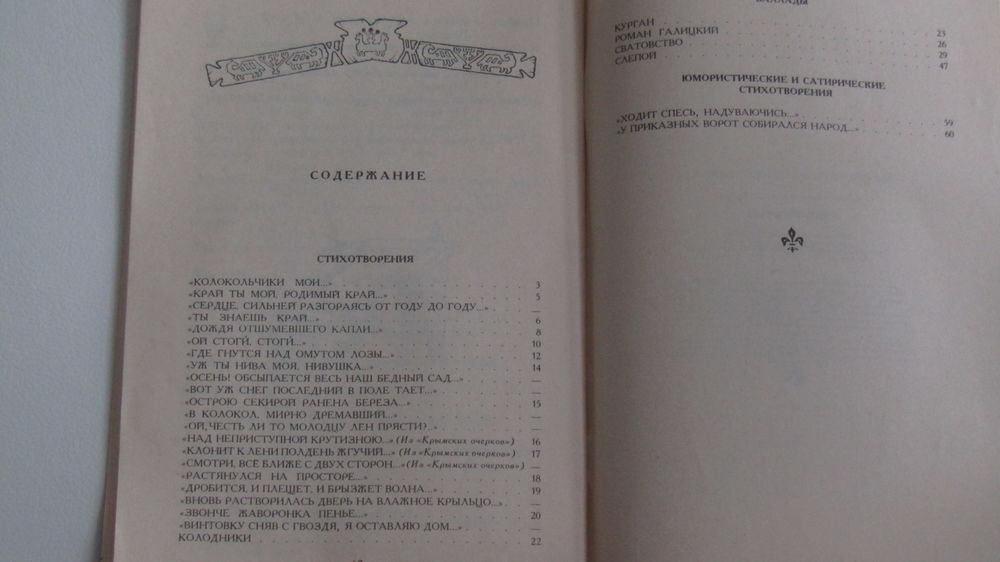 СОДЕРЖАНИЕ
СТИХОТВОРЕНИЯ
«КОЛОКОЛЬЧИКИ МОИ...» 3
«КРАЙ ТЫ МОЙ, РОДИМЫЙ КРАЙ...» 5
«СЕРДЦЕ, СИЛЬНЕЙ РАЗГОРАЯСЬ ОТ ГОДУ ДО ГОДУ...» —
«ТЫ ЗНАЕШЬ КРАЙ...» 6
«ДОЖДЯ ОТШУМЕВШЕГО КАПЛИ...» 8
«ОЙ СТОГИ́, СТОГИ́...» 10
«ГДЕ ГНУТСЯ НАД ОМУТОМ ЛОЗЫ...» 12
«УЖ ТЫ НИВА МОЯ, НИВУШКА...» 14
«ОСЕНЬ! ОБСЫПАЕТСЯ ВЕСЬ НАШ БЕДНЫЙ САД...» —
«ВОТ УЖ СНЕГ ПОСЛЕДНИЙ В ПОЛЕ ТАЕТ...» —
«ОСТРОЮ СЕКИРОЙ РАНЕНА БЕРЕЗА...» 15
«В КОЛОКОЛ, МИРНО ДРЕМАВШИЙ...» —
«ОЙ, ЧЕСТЬ ЛИ ТО МОЛОДЦУ ЛЕН ПРЯСТИ?...» —
«НАД НЕПРИСТУПНОЙ КРУТИЗНОЮ...» (Из «Крымских очерков») 16
«КЛОНИТ К ЛЕНИ ПОЛДЕНЬ ЖГУЧИЙ...» (Из «Крымских очерков») 17
«СМОТРИ, ВСЁ БЛИЖЕ С ДВУХ СТОРОН...» (Из «Крымских очерков») —
«РАСТЯНУЛСЯ НА ПРОСТОРЕ...» 18
«ДРОБИТСЯ, И ПЛЕЩЕТ, И БРЫЗЖЕТ ВОЛНА...» 19
«ВНОВЬ РАСТВОРИЛАСЬ ДВЕРЬ НА ВЛАЖНОЕ КРЫЛЬЦО...» —
«ЗВОНЧЕ ЖАВОРОНКА ПЕНЬЕ...» 20
«ВИНТОВКУ СНЯВ С ГВОЗДЯ, Я ОСТАВЛЯЮ ДОМ...» —
КОЛОДНИКИ 22
БАЛЛАДЫ
КУРГАН 23
РОМАН ГАЛИЦКИЙ 26
СВАТОВСТВО 29
СЛЕПОЙ 47
ЮМОРИСТИЧЕСКИЕ И САТИРИЧЕСКИЕ
СТИХОТВОРЕНИЯ
«ХОДИТ СПЕСЬ, НАДУВАЮЧИСЬ...» 59
«У ПРИКАЗНЫХ ВОРОТ СОБИРАЛСЯ НАРОД...» 60